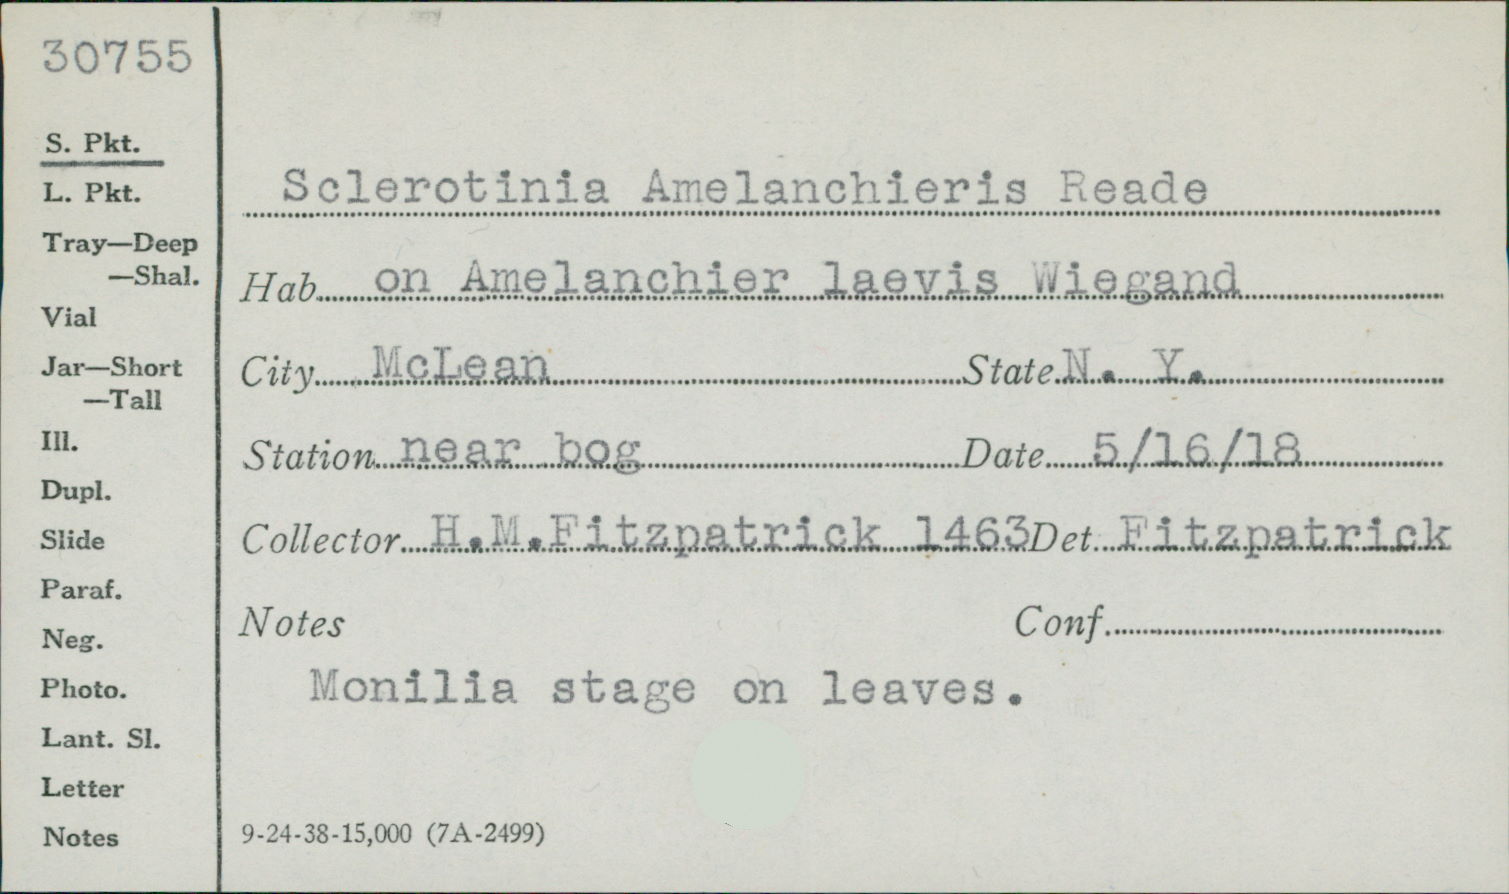 30755
S. Pkt.
L. Pkt.
Tray—Deep
—Shal.
Vial
Jar—Short
—Tall
Ill.
Dupl.
Slide
Paraf.
Neg.
Photo.
Lant. Sl.
Letter
Notes
Sclerotinia Amelanchieris Reade
Hab. on Amelanchier laevis Wiegand
City McLean State N. Y.
Station near bog Date 5/16/18
Collector H.M.Fitzpatrick 1463 Det. Fitzpatrick
Notes Conf.
Monilia stage on leaves.
9-24-38-15,000 (7A-2499)